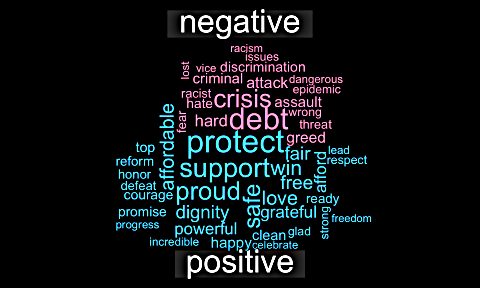 negative
racism
issues
lost
vice
discrimination
criminal
attack
dangerous
epidemic
racist
crisis
hate
assault
fear
hard
debt
wrong
threat
greed
affordable
protect
top
fair
lead
reform
support
win
afford
respect
honor
free
defeat
proud
safe
love
ready
courage
promise
dignity
grateful
strong
freedom
progress
powerful
clean
glad
incredible
happy
celebrate
positive